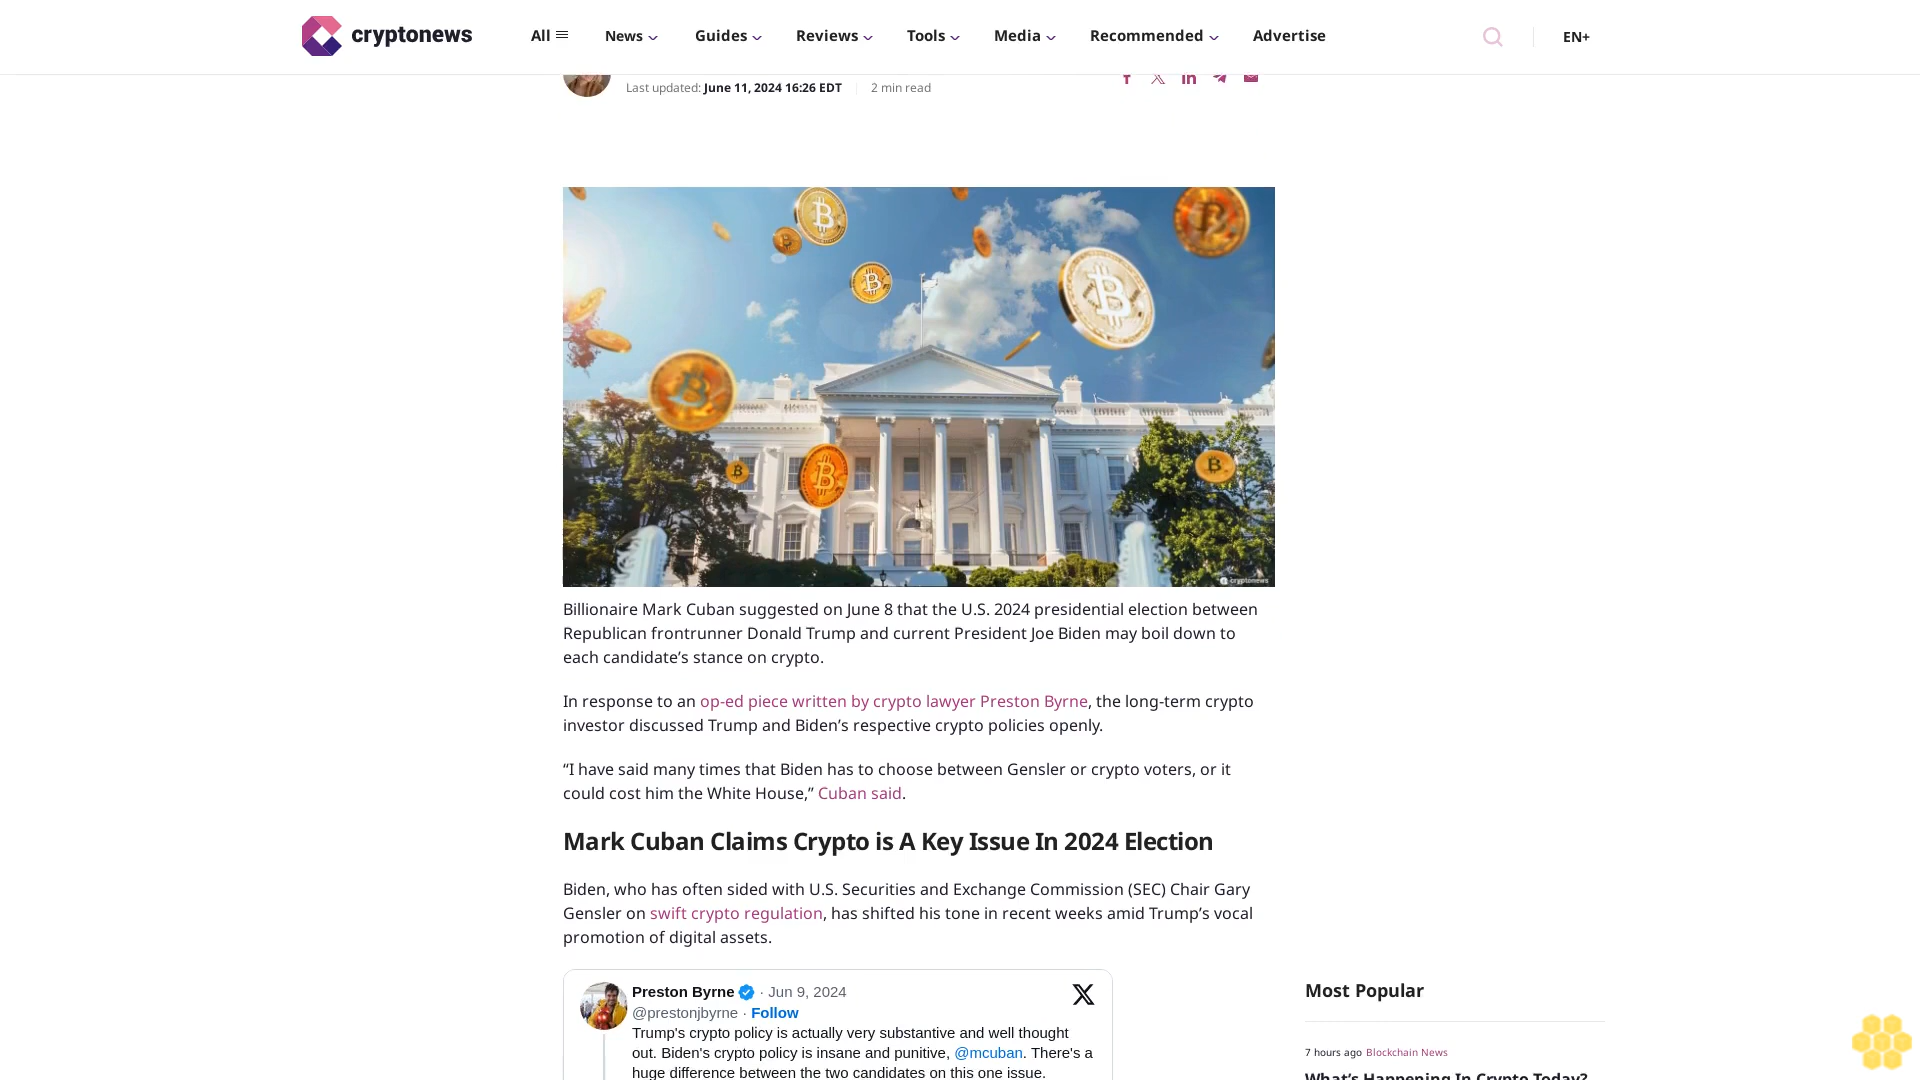 cryptonews
All
News
Guides
Reviews
Tools
Media
Recommended
Advertise
EN+
Last updated: June 11, 2024 16:26 EDT
2 min read
cryptonews
Billionaire Mark Cuban suggested on June 8 that the U.S. 2024 presidential election between
Republican frontrunner Donald Trump and current President Joe Biden may boil down to
each candidate’s stance on crypto.
In response to an op-ed piece written by crypto lawyer Preston Byrne, the long-term crypto
investor discussed Trump and Biden’s respective crypto policies openly.
“I have said many times that Biden has to choose between Gensler or crypto voters, or it
could cost him the White House,” Cuban said.
Mark Cuban Claims Crypto is A Key Issue In 2024 Election
Biden, who has often sided with U.S. Securities and Exchange Commission (SEC) Chair Gary
Gensler on swift crypto regulation, has shifted his tone in recent weeks amid Trump’s vocal
promotion of digital assets.
Preston Byrne · Jun 9, 2024
@prestonjbyrne · Follow
Trump's crypto policy is actually very substantive and well thought
out. Biden's crypto policy is insane and punitive, @mcuban. There's a
huge difference between the two candidates on this one issue.
Most Popular
7 hours ago Blockchain News
What’s Happening In Crypto Today?